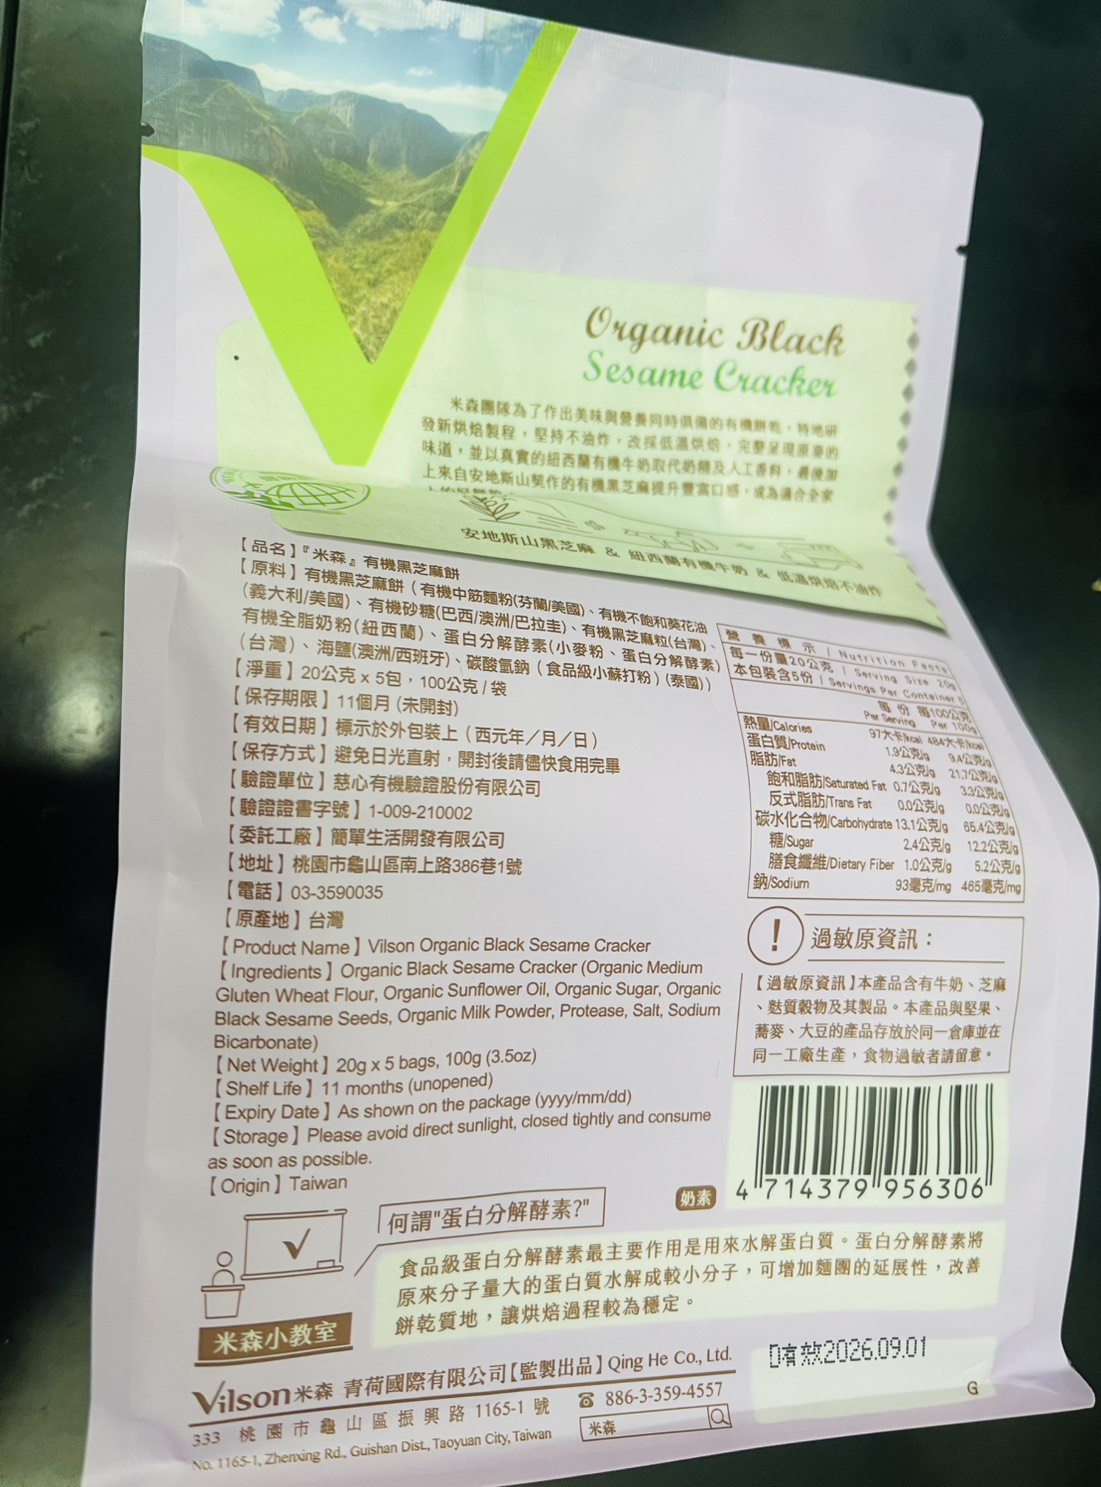 Organic Black
Sesame Cracker
米森團隊為了作出美味與營養同時俱備的有機餅乾，特地研
發新烘焙製程，堅持不油炸，改採低溫烘焙，完整呈現原麥的
味道，並以真實的紐西蘭有機牛奶取代奶精及人工香料，最後加
上來自安地斯山契作的有機黑芝麻提升豐富口感，成為適合全家
安地斯山黑芝麻 & 紐西蘭有機牛奶 & 低溫烘焙不油炸
【品名】『米森』有機黑芝麻餅
【原料】有機黑芝麻餅（有機中筋麵粉(芬蘭/美國)、有機不飽和葵花油
(義大利/美國)、有機砂糖(巴西/澳洲/巴拉圭)、有機黑芝麻粒(台灣)、
有機全脂奶粉(紐西蘭)、蛋白分解酵素(小麥粉、蛋白分解酵素)
(台灣)、海鹽(澳洲/西班牙)、碳酸氫鈉（食品級小蘇打粉）(泰國)）
【淨重】20公克 x 5包，100公克 / 袋
【保存期限】11個月 (未開封)
【有效日期】標示於外包裝上（西元年／月／日）
【保存方式】避免日光直射，開封後請儘快食用完畢
【驗證單位】慈心有機驗證股份有限公司
【驗證證書字號】1-009-210002
【委託工廠】簡單生活開發有限公司
【地址】桃園市龜山區南上路386巷1號
【電話】03-3590035
【原產地】台灣
【Product Name】Vilson Organic Black Sesame Cracker
【Ingredients】Organic Black Sesame Cracker (Organic Medium
Gluten Wheat Flour, Organic Sunflower Oil, Organic Sugar, Organic
Black Sesame Seeds, Organic Milk Powder, Protease, Salt, Sodium
Bicarbonate)
【Net Weight】20g x 5 bags, 100g (3.5oz)
【Shelf Life】11 months (unopened)
【Expiry Date】As shown on the package (yyyy/mm/dd)
【Storage】Please avoid direct sunlight, closed tightly and consume
as soon as possible.
【Origin】Taiwan
營養標示 / Nutrition Facts
每一份量20公克 / Serving Size 20g
本包裝含5份 / Servings Per Container 5
每份 每100公克
Per Serving Per 100g
熱量/Calories 97大卡/kcal 484大卡/kcal
蛋白質/Protein 1.9公克/g 9.4公克/g
脂肪/Fat 4.3公克/g 21.7公克/g
飽和脂肪/Saturated Fat 0.7公克/g 3.3公克/g
反式脂肪/Trans Fat 0.0公克/g 0.0公克/g
碳水化合物/Carbohydrate 13.1公克/g 65.4公克/g
糖/Sugar 2.4公克/g 12.2公克/g
膳食纖維/Dietary Fiber 1.0公克/g 5.2公克/g
鈉/Sodium 93毫克/mg 465毫克/mg
! 過敏原資訊：
【過敏原資訊】本產品含有牛奶、芝麻
、麩質穀物及其製品。本產品與堅果、
蕎麥、大豆的產品存放於同一倉庫並在
同一工廠生產，食物過敏者請留意。
奶素
4 714379 956306
何謂"蛋白分解酵素?"
食品級蛋白分解酵素最主要作用是用來水解蛋白質。蛋白分解酵素將
原來分子量大的蛋白質水解成較小分子，可增加麵團的延展性，改善
餅乾質地，讓烘焙過程較為穩定。
米森小教室
有效2026.09.01
Vilson米森 青荷國際有限公司【監製出品】Qing He Co., Ltd.
333 桃園市龜山區振興路1165-1號 ☎ 886-3-359-4557
No. 1165-1, Zhenxing Rd., Guishan Dist., Taoyuan City, Taiwan
米森
G